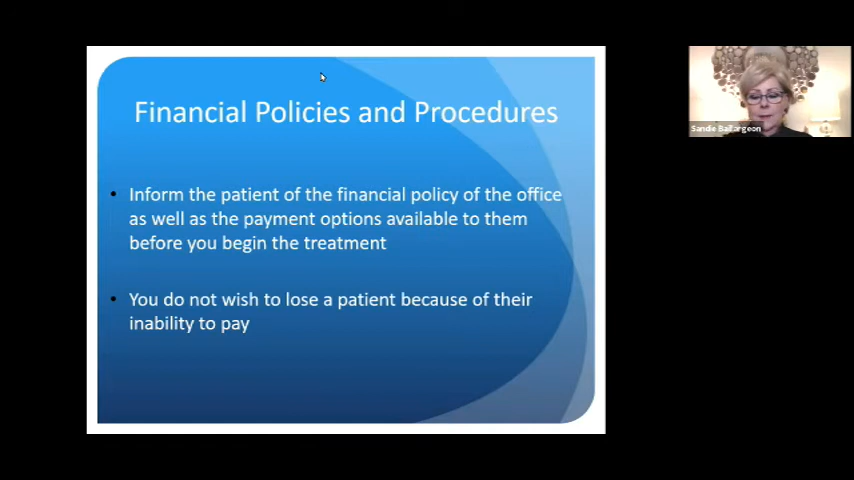 Financial Policies and Procedures
• Inform the patient of the financial policy of the office
as well as the payment options available to them
before you begin the treatment
• You do not wish to lose a patient because of their
inability to pay
Sande Baillargeon